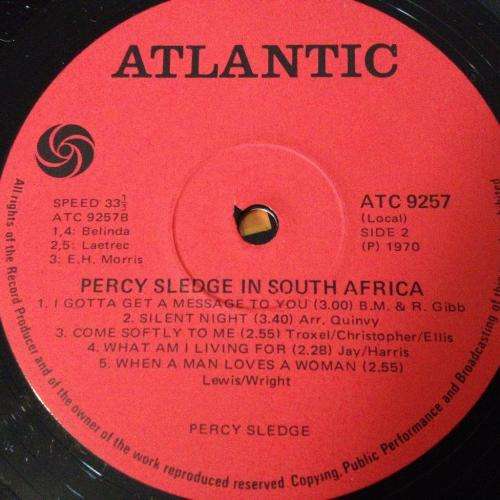 ATLANTIC
SPEED 33⅓
ATC 9257B
1,4: Belinda
2,5: Laetrec
3: E.H. Morris
ATC 9257
(Local)
SIDE 2
(P) 1970
PERCY SLEDGE IN SOUTH AFRICA
1. I GOTTA GET A MESSAGE TO YOU (3.00) B.M. & R. Gibb
2. SILENT NIGHT (3.40) Arr. Quinvy
3. COME SOFTLY TO ME (2.55) Troxel/Christopher/Ellis
4. WHAT AM I LIVING FOR (2.28) Jay/Harris
5. WHEN A MAN LOVES A WOMAN (2.55)
Lewis/Wright
PERCY SLEDGE
All rights of the Record Producer and of the owner of the work reproduced reserved. Copying, Public Performance and Broadcasting of